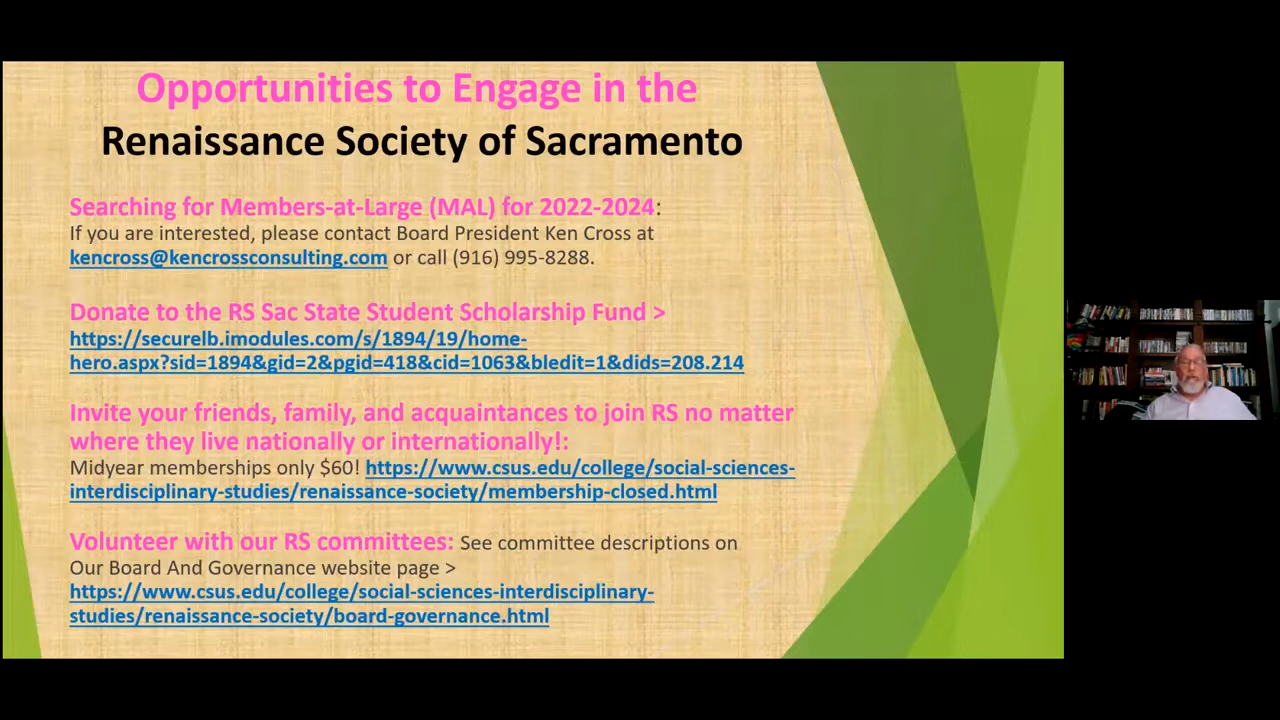 Opportunities to Engage in the
Renaissance Society of Sacramento
Searching for Members-at-Large (MAL) for 2022-2024:
If you are interested, please contact Board President Ken Cross at
kencross@kencrossconsulting.com or call (916) 995-8288.
Donate to the RS Sac State Student Scholarship Fund >
https://securelb.imodules.com/s/1894/19/home-
hero.aspx?sid=1894&gid=2&pgid=418&cid=1063&bledit=1&dids=208.214
Invite your friends, family, and acquaintances to join RS no matter
where they live nationally or internationally!:
Midyear memberships only $60! https://www.csus.edu/college/social-sciences-
interdisciplinary-studies/renaissance-society/membership-closed.html
Volunteer with our RS committees: See committee descriptions on
Our Board And Governance website page >
https://www.csus.edu/college/social-sciences-interdisciplinary-
studies/renaissance-society/board-governance.html